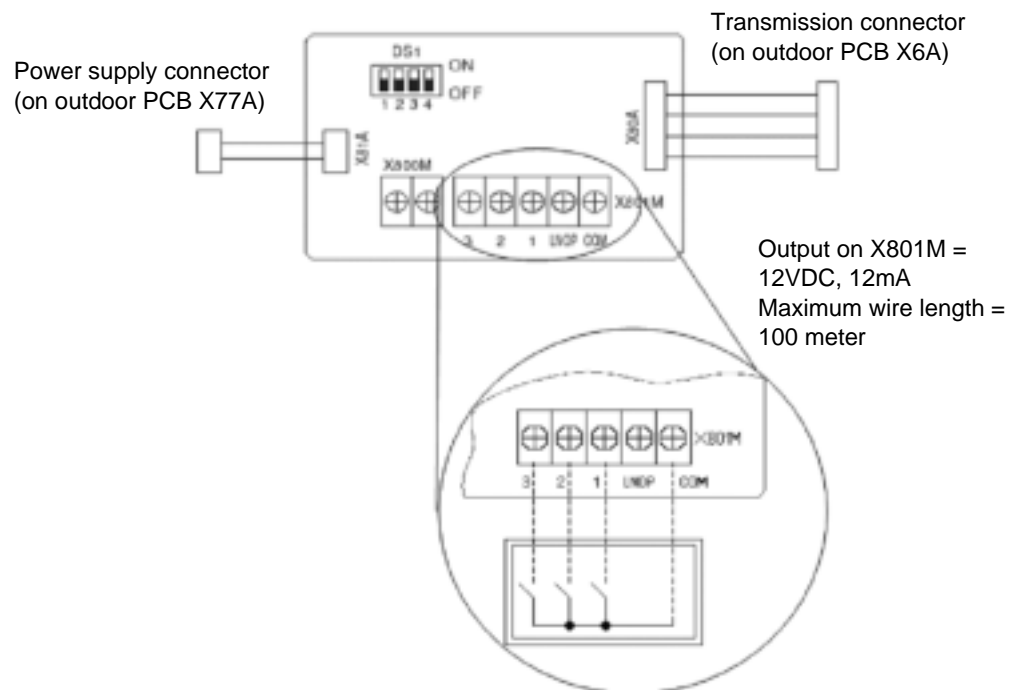 Transmission connector
(on outdoor PCB X6A)
Power supply connector
(on outdoor PCB X77A)
DS1
ON
OFF
1 2 3 4
X81A
X80A
X800M
X801M
3 2 1 LNOP COM
Output on X801M =
12VDC, 12mA
Maximum wire length =
100 meter
X801M
3 2 1 LNOP COM